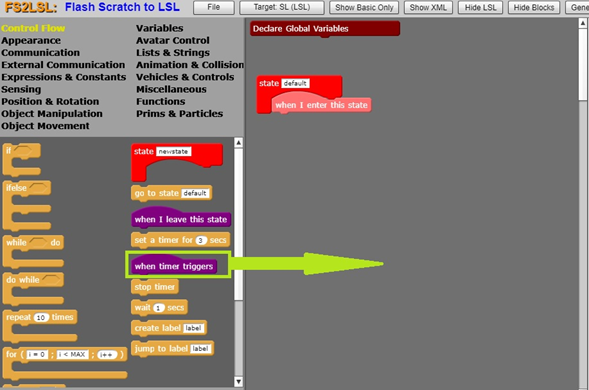 FS2LSL: Flash Scratch to LSL
File
Target: SL (LSL)
Show Basic Only
Show XML
Hide LSL
Hide Blocks
Gene
Control Flow
Appearance
Communication
External Communication
Expressions & Constants
Sensing
Position & Rotation
Object Manipulation
Object Movement
Variables
Avatar Control
Lists & Strings
Animation & Collision
Vehicles & Controls
Miscellaneous
Functions
Prims & Particles
if
ifelse
while do
do while
repeat 10 times
for ( i = 0 ; i < MAX ; i++ )
state newstate
go to state default
when I leave this state
set a timer for 3 secs
when timer triggers
stop timer
wait 1 secs
create label label
jump to label label
Declare Global Variables
state default
when I enter this state